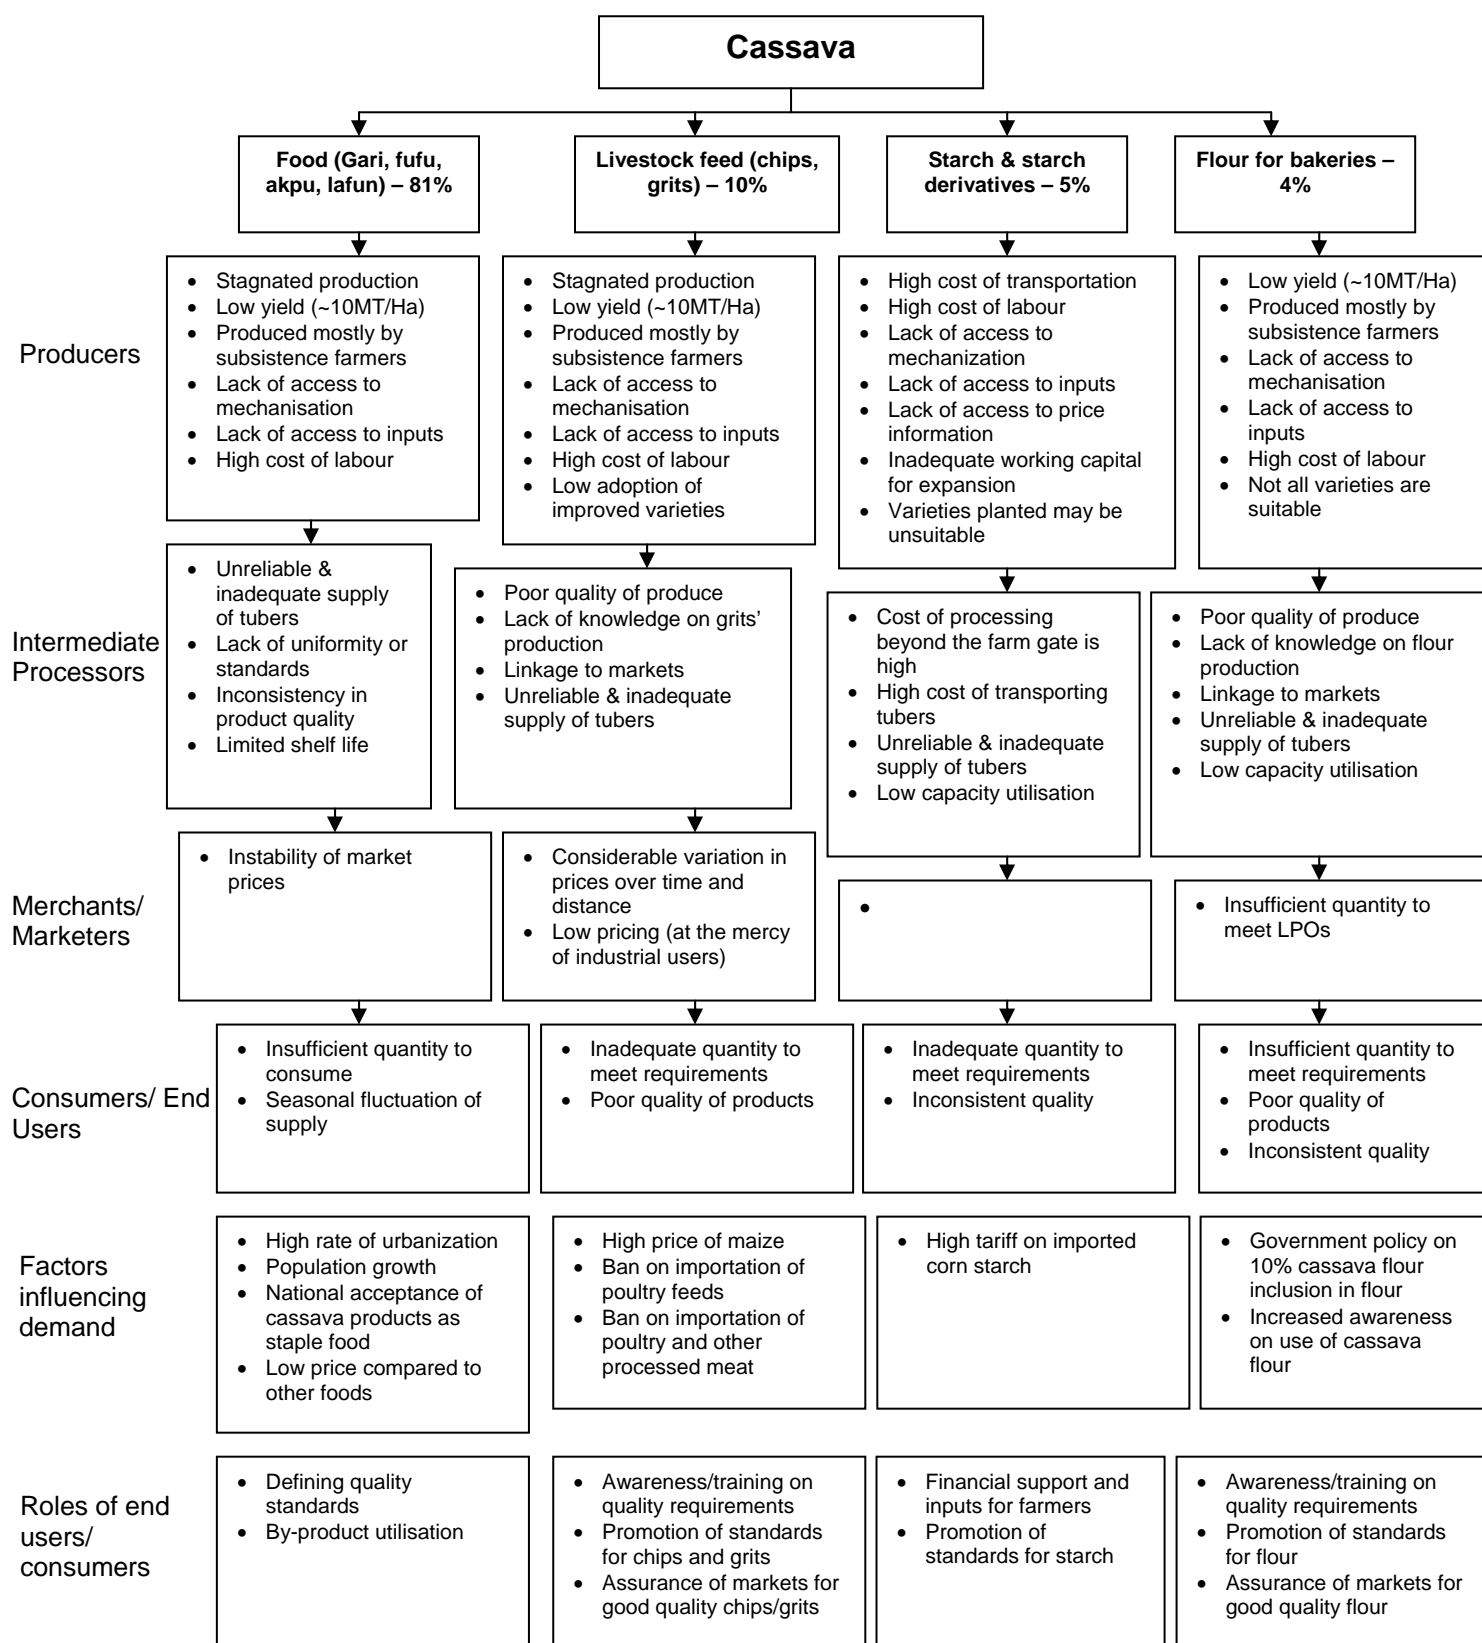 Cassava
Food (Gari, fufu,
akpu, lafun) – 81%
Livestock feed (chips,
grits) – 10%
Starch & starch
derivatives – 5%
Flour for bakeries –
4%
Producers
• Stagnated production
• Low yield (~10MT/Ha)
• Produced mostly by
subsistence farmers
• Lack of access to
mechanisation
• Lack of access to inputs
• High cost of labour
• Stagnated production
• Low yield (~10MT/Ha)
• Produced mostly by
subsistence farmers
• Lack of access to
mechanisation
• Lack of access to inputs
• High cost of labour
• Low adoption of
improved varieties
• High cost of transportation
• High cost of labour
• Lack of access to
mechanization
• Lack of access to inputs
• Lack of access to price
information
• Inadequate working capital
for expansion
• Varieties planted may be
unsuitable
• Low yield (~10MT/Ha)
• Produced mostly by
subsistence farmers
• Lack of access to
mechanisation
• Lack of access to
inputs
• High cost of labour
• Not all varieties are
suitable
Intermediate
Processors
• Unreliable &
inadequate supply
of tubers
• Lack of uniformity or
standards
• Inconsistency in
product quality
• Limited shelf life
• Poor quality of produce
• Lack of knowledge on grits’
production
• Linkage to markets
• Unreliable & inadequate
supply of tubers
• Cost of processing
beyond the farm gate is
high
• High cost of transporting
tubers
• Unreliable & inadequate
supply of tubers
• Low capacity utilisation
• Poor quality of produce
• Lack of knowledge on flour
production
• Linkage to markets
• Unreliable & inadequate
supply of tubers
• Low capacity utilisation
Merchants/
Marketers
• Instability of market
prices
• Considerable variation in
prices over time and
distance
• Low pricing (at the mercy
of industrial users)
•
• Insufficient quantity to
meet LPOs
Consumers/ End
Users
• Insufficient quantity to
consume
• Seasonal fluctuation of
supply
• Inadequate quantity to
meet requirements
• Poor quality of products
• Inadequate quantity to
meet requirements
• Inconsistent quality
• Insufficient quantity to
meet requirements
• Poor quality of
products
• Inconsistent quality
Factors
influencing
demand
• High rate of urbanization
• Population growth
• National acceptance of
cassava products as
staple food
• Low price compared to
other foods
• High price of maize
• Ban on importation of
poultry feeds
• Ban on importation of
poultry and other
processed meat
• High tariff on imported
corn starch
• Government policy on
10% cassava flour
inclusion in flour
• Increased awareness
on use of cassava
flour
Roles of end
users/
consumers
• Defining quality
standards
• By-product utilisation
• Awareness/training on
quality requirements
• Promotion of standards
for chips and grits
• Assurance of markets for
good quality chips/grits
• Financial support and
inputs for farmers
• Promotion of
standards for starch
• Awareness/training on
quality requirements
• Promotion of standards
for flour
• Assurance of markets for
good quality flour